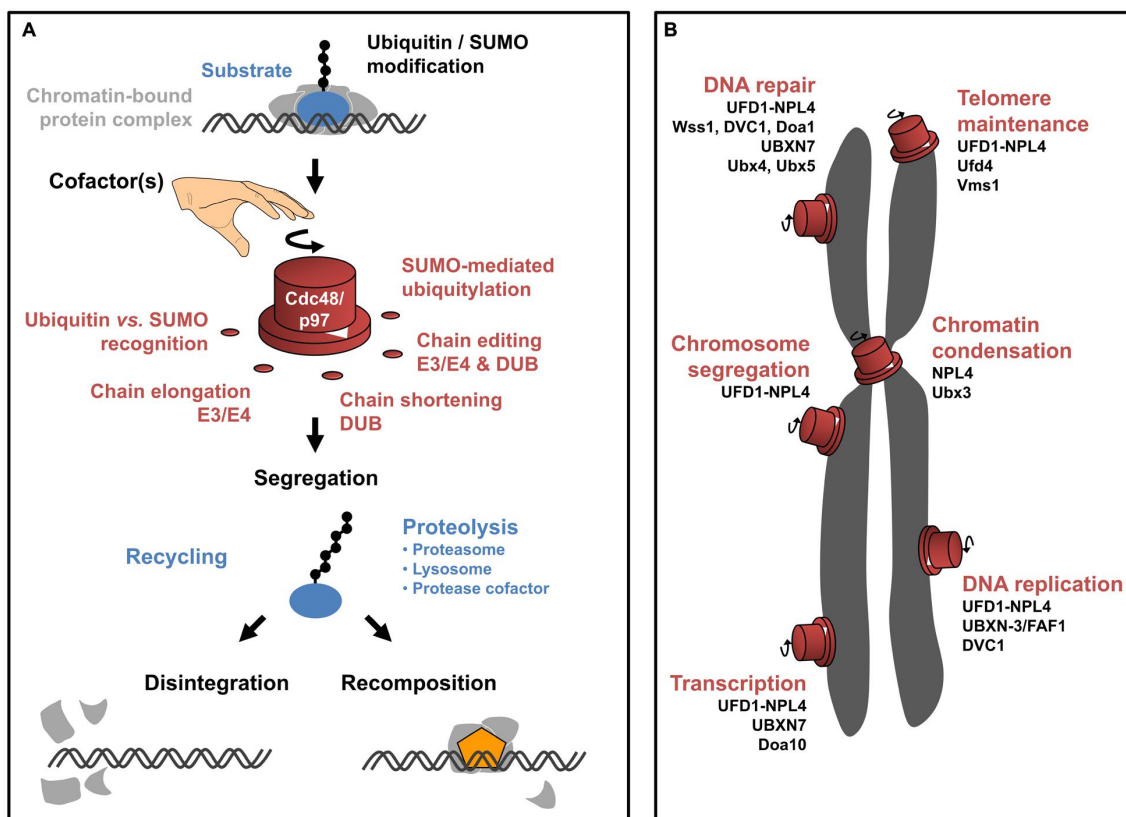 A
Ubiquitin / SUMO
modification
Substrate
Chromatin-bound
protein complex
Cofactor(s)
Cdc48/
p97
SUMO-mediated
ubiquitylation
Ubiquitin vs. SUMO
recognition
Chain editing
E3/E4 & DUB
Chain elongation
E3/E4
Chain shortening
DUB
Segregation
Recycling
Proteolysis
• Proteasome
• Lysosome
• Protease cofactor
Disintegration
Recomposition
B
DNA repair
UFD1-NPL4
Wss1, DVC1, Doa1
UBXN7
Ubx4, Ubx5
Telomere
maintenance
UFD1-NPL4
Ufd4
Vms1
Chromosome
segregation
UFD1-NPL4
Chromatin
condensation
NPL4
Ubx3
DNA replication
UFD1-NPL4
UBXN-3/FAF1
DVC1
Transcription
UFD1-NPL4
UBXN7
Doa10